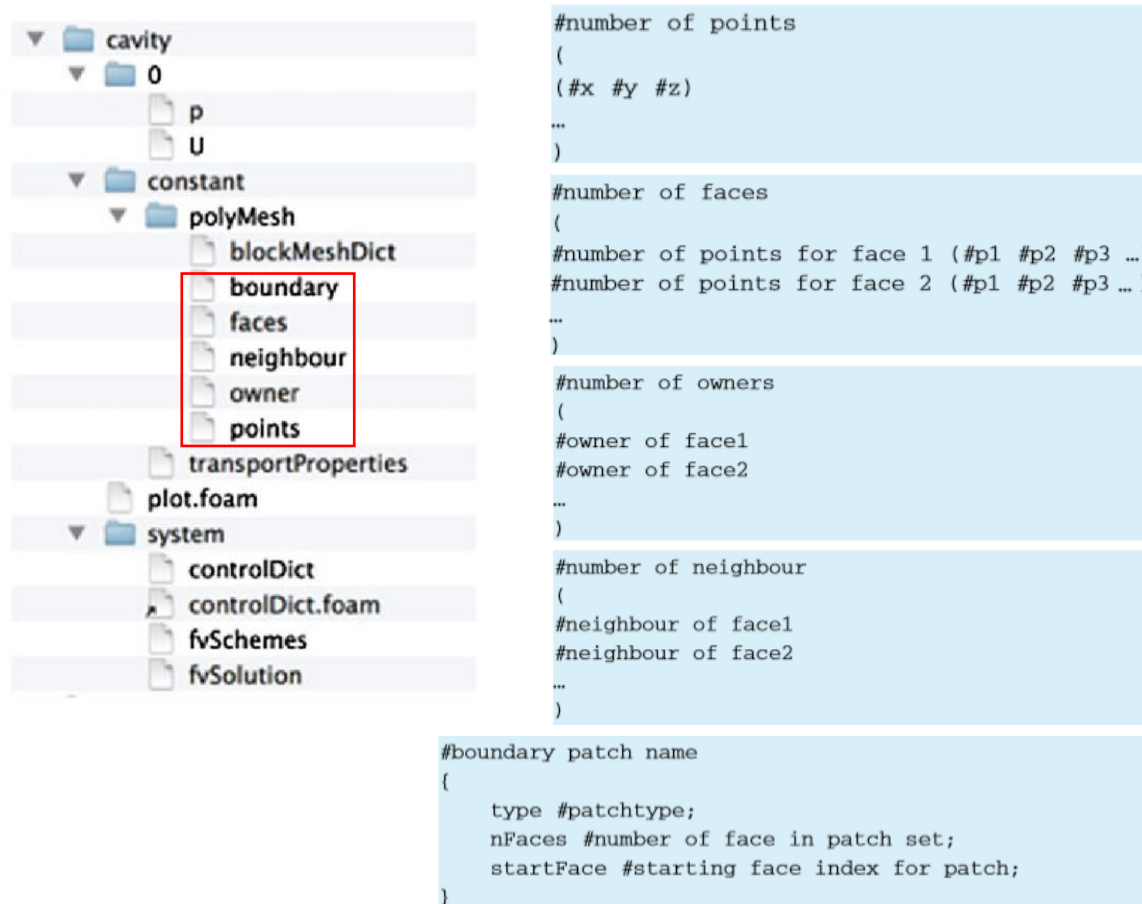 cavity
0
p
U
constant
polyMesh
blockMeshDict
boundary
faces
neighbour
owner
points
transportProperties
plot.foam
system
controlDict
controlDict.foam
fvSchemes
fvSolution
#number of points
(
(#x #y #z)
…
)
#number of faces
(
#number of points for face 1 (#p1 #p2 #p3 …
#number of points for face 2 (#p1 #p2 #p3 …
…
)
#number of owners
(
#owner of face1
#owner of face2
…
)
#number of neighbour
(
#neighbour of face1
#neighbour of face2
…
)
#boundary patch name
{
type #patchtype;
nFaces #number of face in patch set;
startFace #starting face index for patch;
}